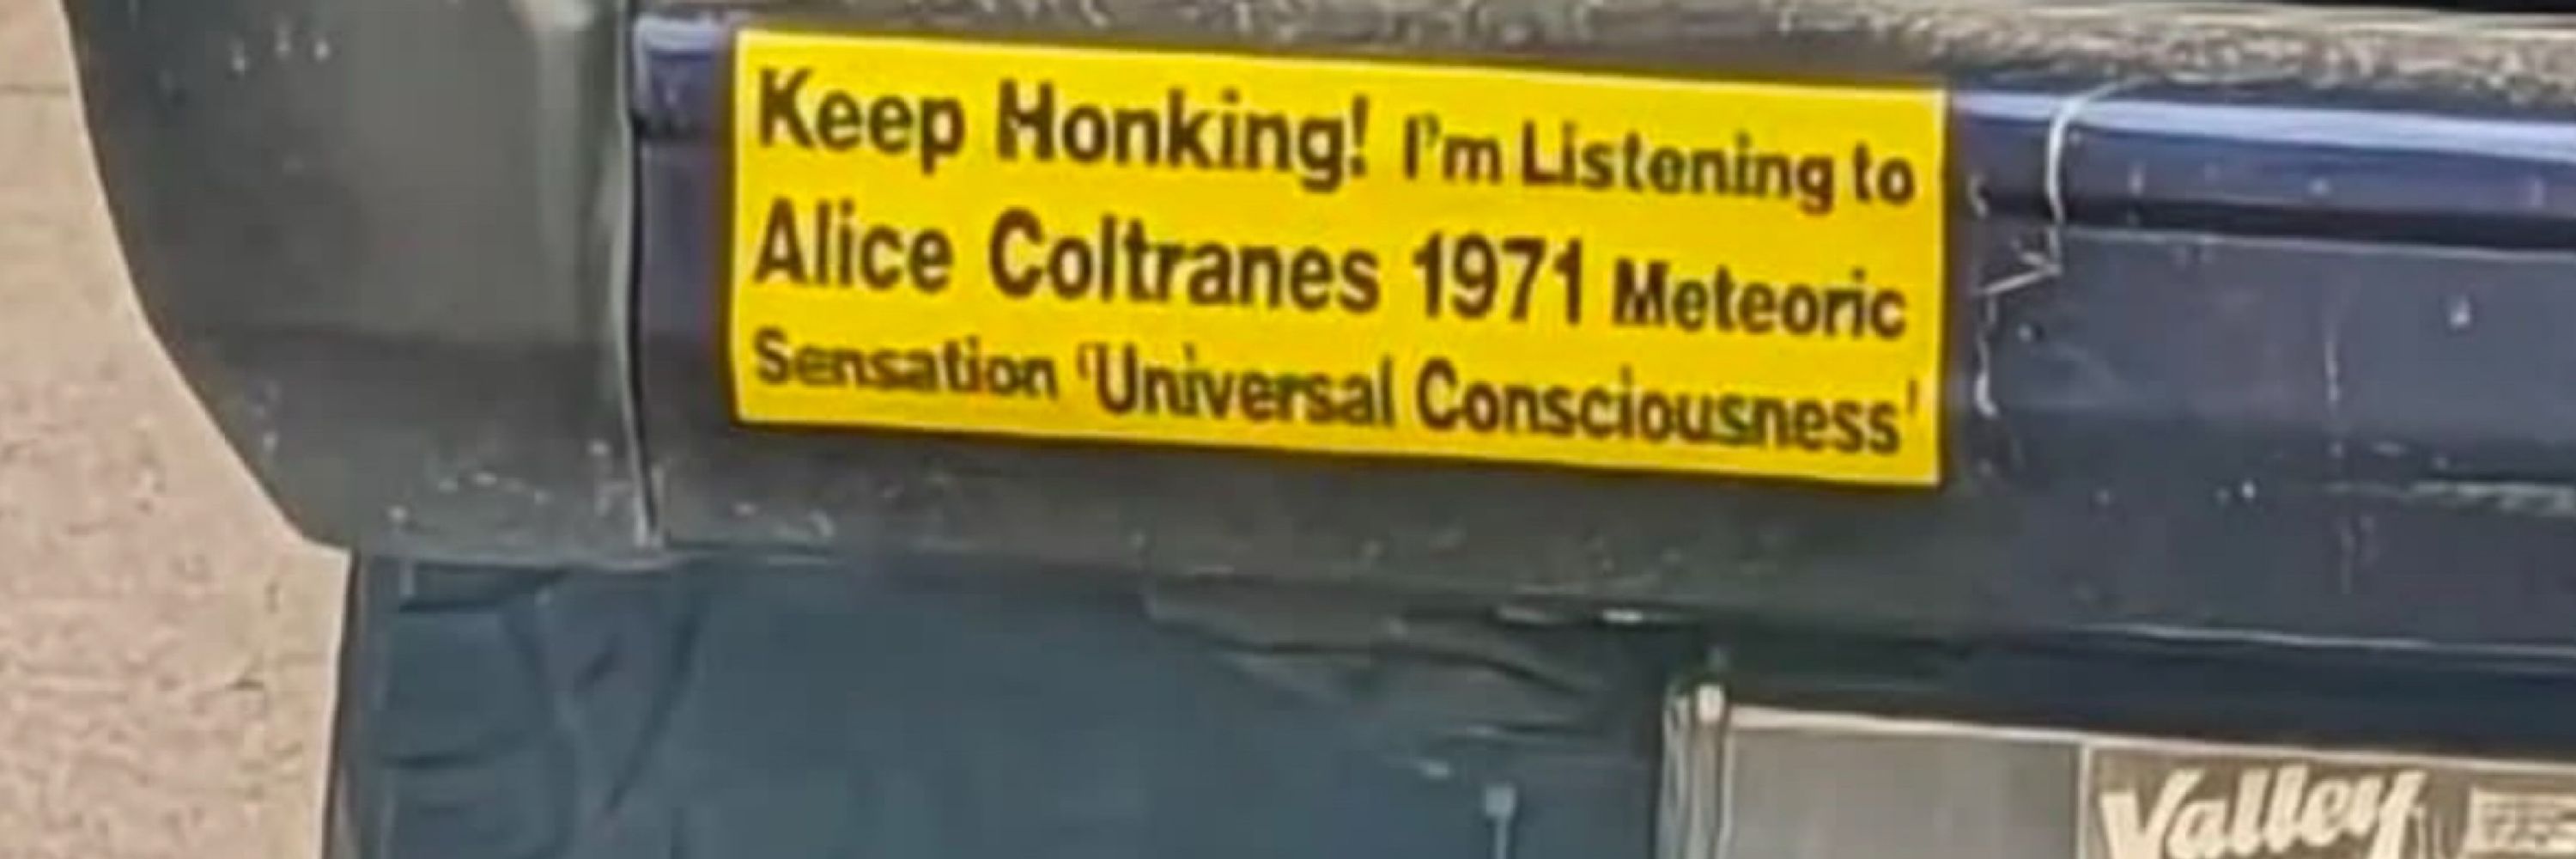 Keep Honking! I'm Listening to
Alice Coltranes 1971 Meteoric
Sensation 'Universal Consciousness'
Valley